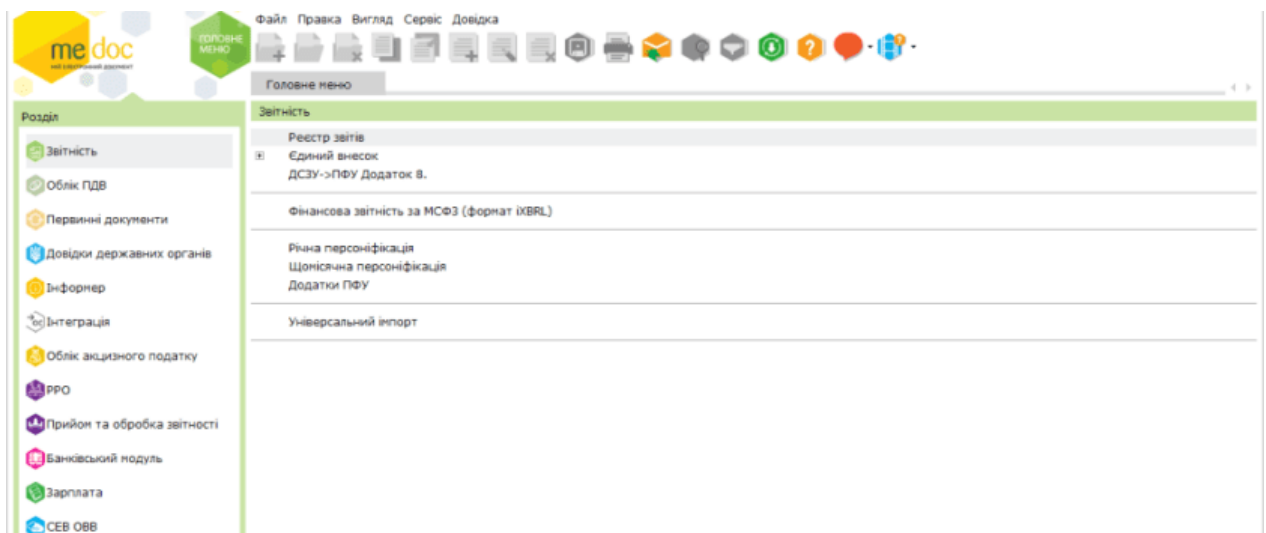 Файл Правка Вигляд Сервіс Довідка
me doc
мій електронний документ
ГОЛОВНЕ
МЕНЮ
Головне меню
Розділ
Звітність
Облік ПДВ
Первинні документи
Довідки державних органів
Інформер
Інтеграція
Облік акцизного податку
РРО
Прийом та обробка звітності
Банківський модуль
Зарплата
СЕВ ОВВ
Звітність
Реєстр звітів
Єдиний внесок
ДСЗУ->ПФУ Додаток 8.
Фінансова звітність за МСФЗ (формат iXBRL)
Річна персоніфікація
Щомісячна персоніфікація
Додатки ПФУ
Універсальний імпорт